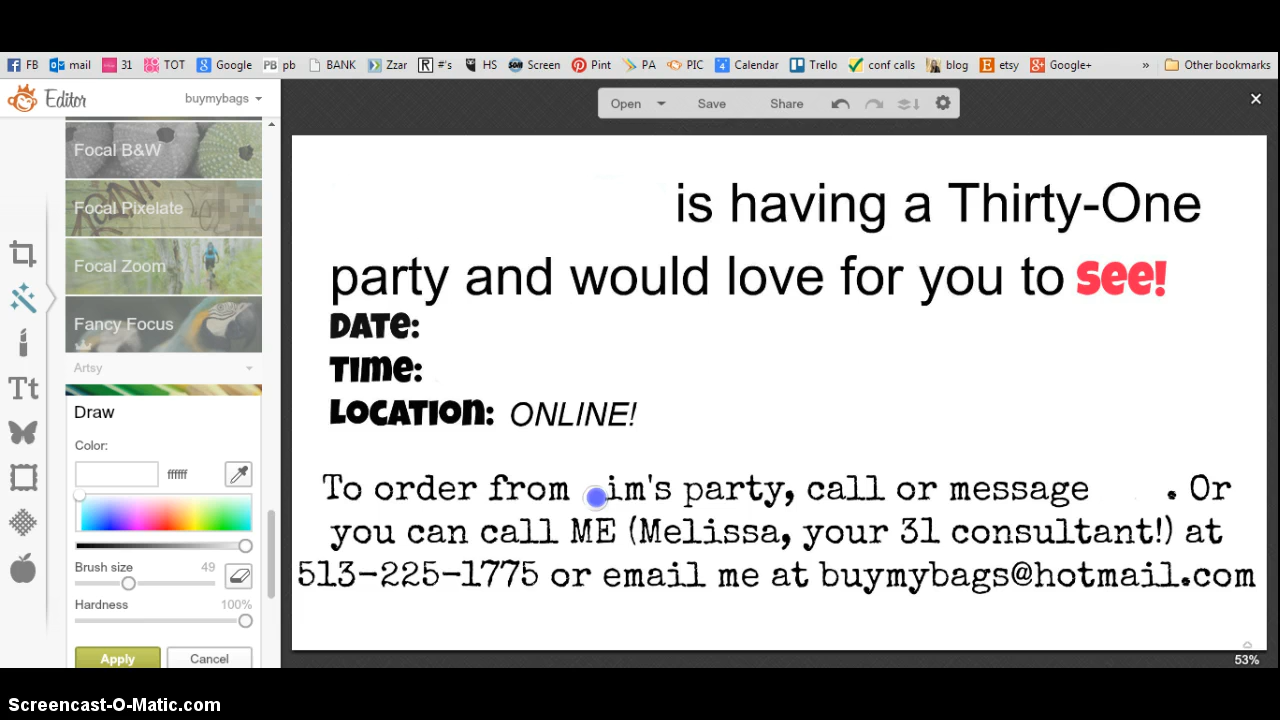 FB mail 31 TOT Google PB pb BANK Zzar R #'s HS SOM Screen Pint PA PIC 4 Calendar Trello conf calls blog E etsy g+ Google+ » Other bookmarks
Editor buymybags Open Save Share
Focal B&W
Focal Pixelate
Focal Zoom
Fancy Focus
Artsy
Draw
Color:
ffffff
Brush size 49
Hardness 100%
Apply Cancel
is having a Thirty-One
party and would love for you to see!
Date:
Time:
Location: ONLINE!
To order from im's party, call or message . Or
you can call ME (Melissa, your 31 consultant!) at
513-225-1775 or email me at buymybags@hotmail.com
53%
Screencast-O-Matic.com